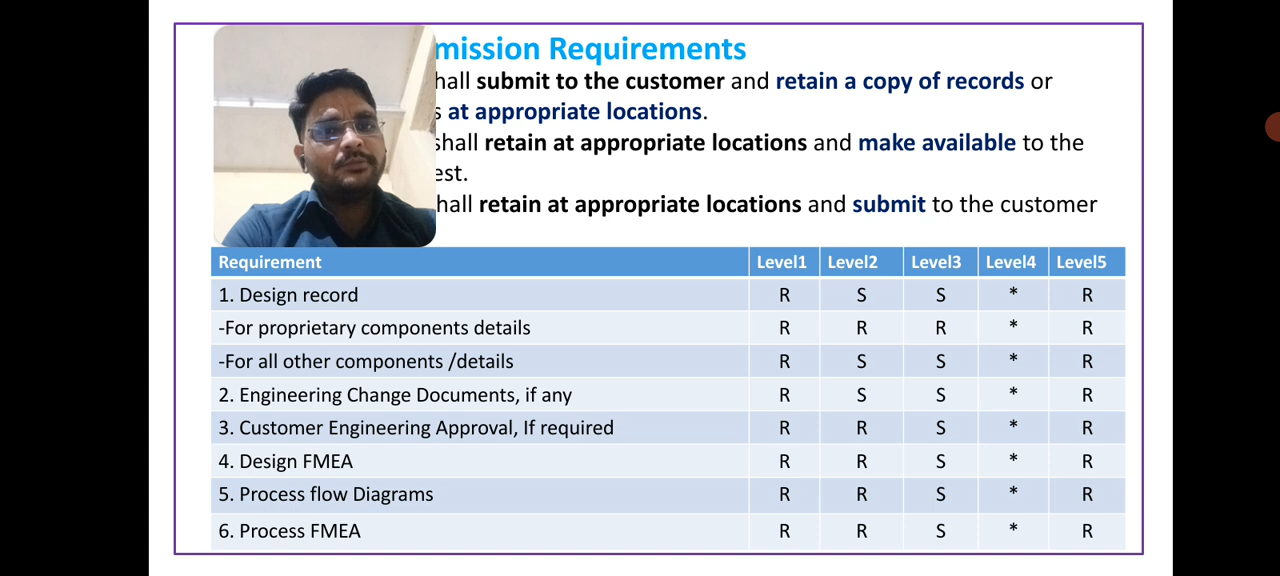 mission Requirements
hall submit to the customer and retain a copy of records or
s at appropriate locations.
shall retain at appropriate locations and make available to the
est.
hall retain at appropriate locations and submit to the customer
Requirement Level1 Level2 Level3 Level4 Level5
1. Design record R S S * R
-For proprietary components details R R R * R
-For all other components /details R S S * R
2. Engineering Change Documents, if any R S S * R
3. Customer Engineering Approval, If required R R S * R
4. Design FMEA R R S * R
5. Process flow Diagrams R R S * R
6. Process FMEA R R S * R